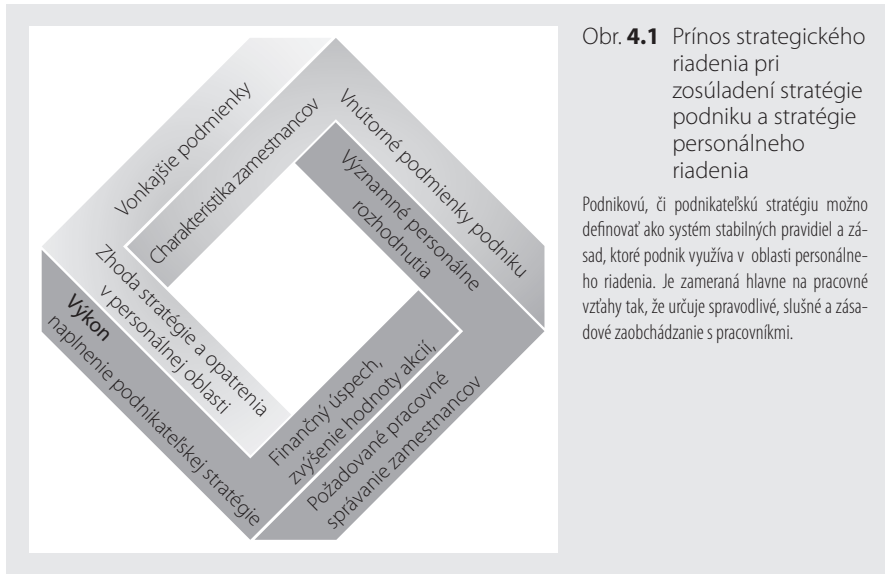 Vonkajšie podmienky
Charakteristika zamestnancov
Vnútorné podmienky podniku
Významné personálne
rozhodnutia
Zhoda stratégie a opatrenia
v personálnej oblasti
Výkon
naplnenie podnikateľskej stratégie
Finančný úspech,
zvýšenie hodnoty akcií,
Požadované pracovné
správanie zamestnancov
Obr. 4.1 Prínos strategického
riadenia pri
zosúladení stratégie
podniku a stratégie
personálneho
riadenia
Podnikovú, či podnikateľskú stratégiu možno
definovať ako systém stabilných pravidiel a zá-
sad, ktoré podnik využíva v oblasti personálne-
ho riadenia. Je zameraná hlavne na pracovné
vzťahy tak, že určuje spravodlivé, slušné a zása-
dové zaobchádzanie s pracovníkmi.